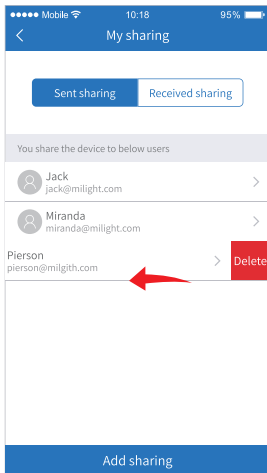 Mobile 10:18 95%
My sharing
Sent sharing Received sharing
You share the device to below users
Jack
jack@milight.com
Miranda
miranda@milight.com
Pierson
pierson@milgith.com
Delete
Add sharing